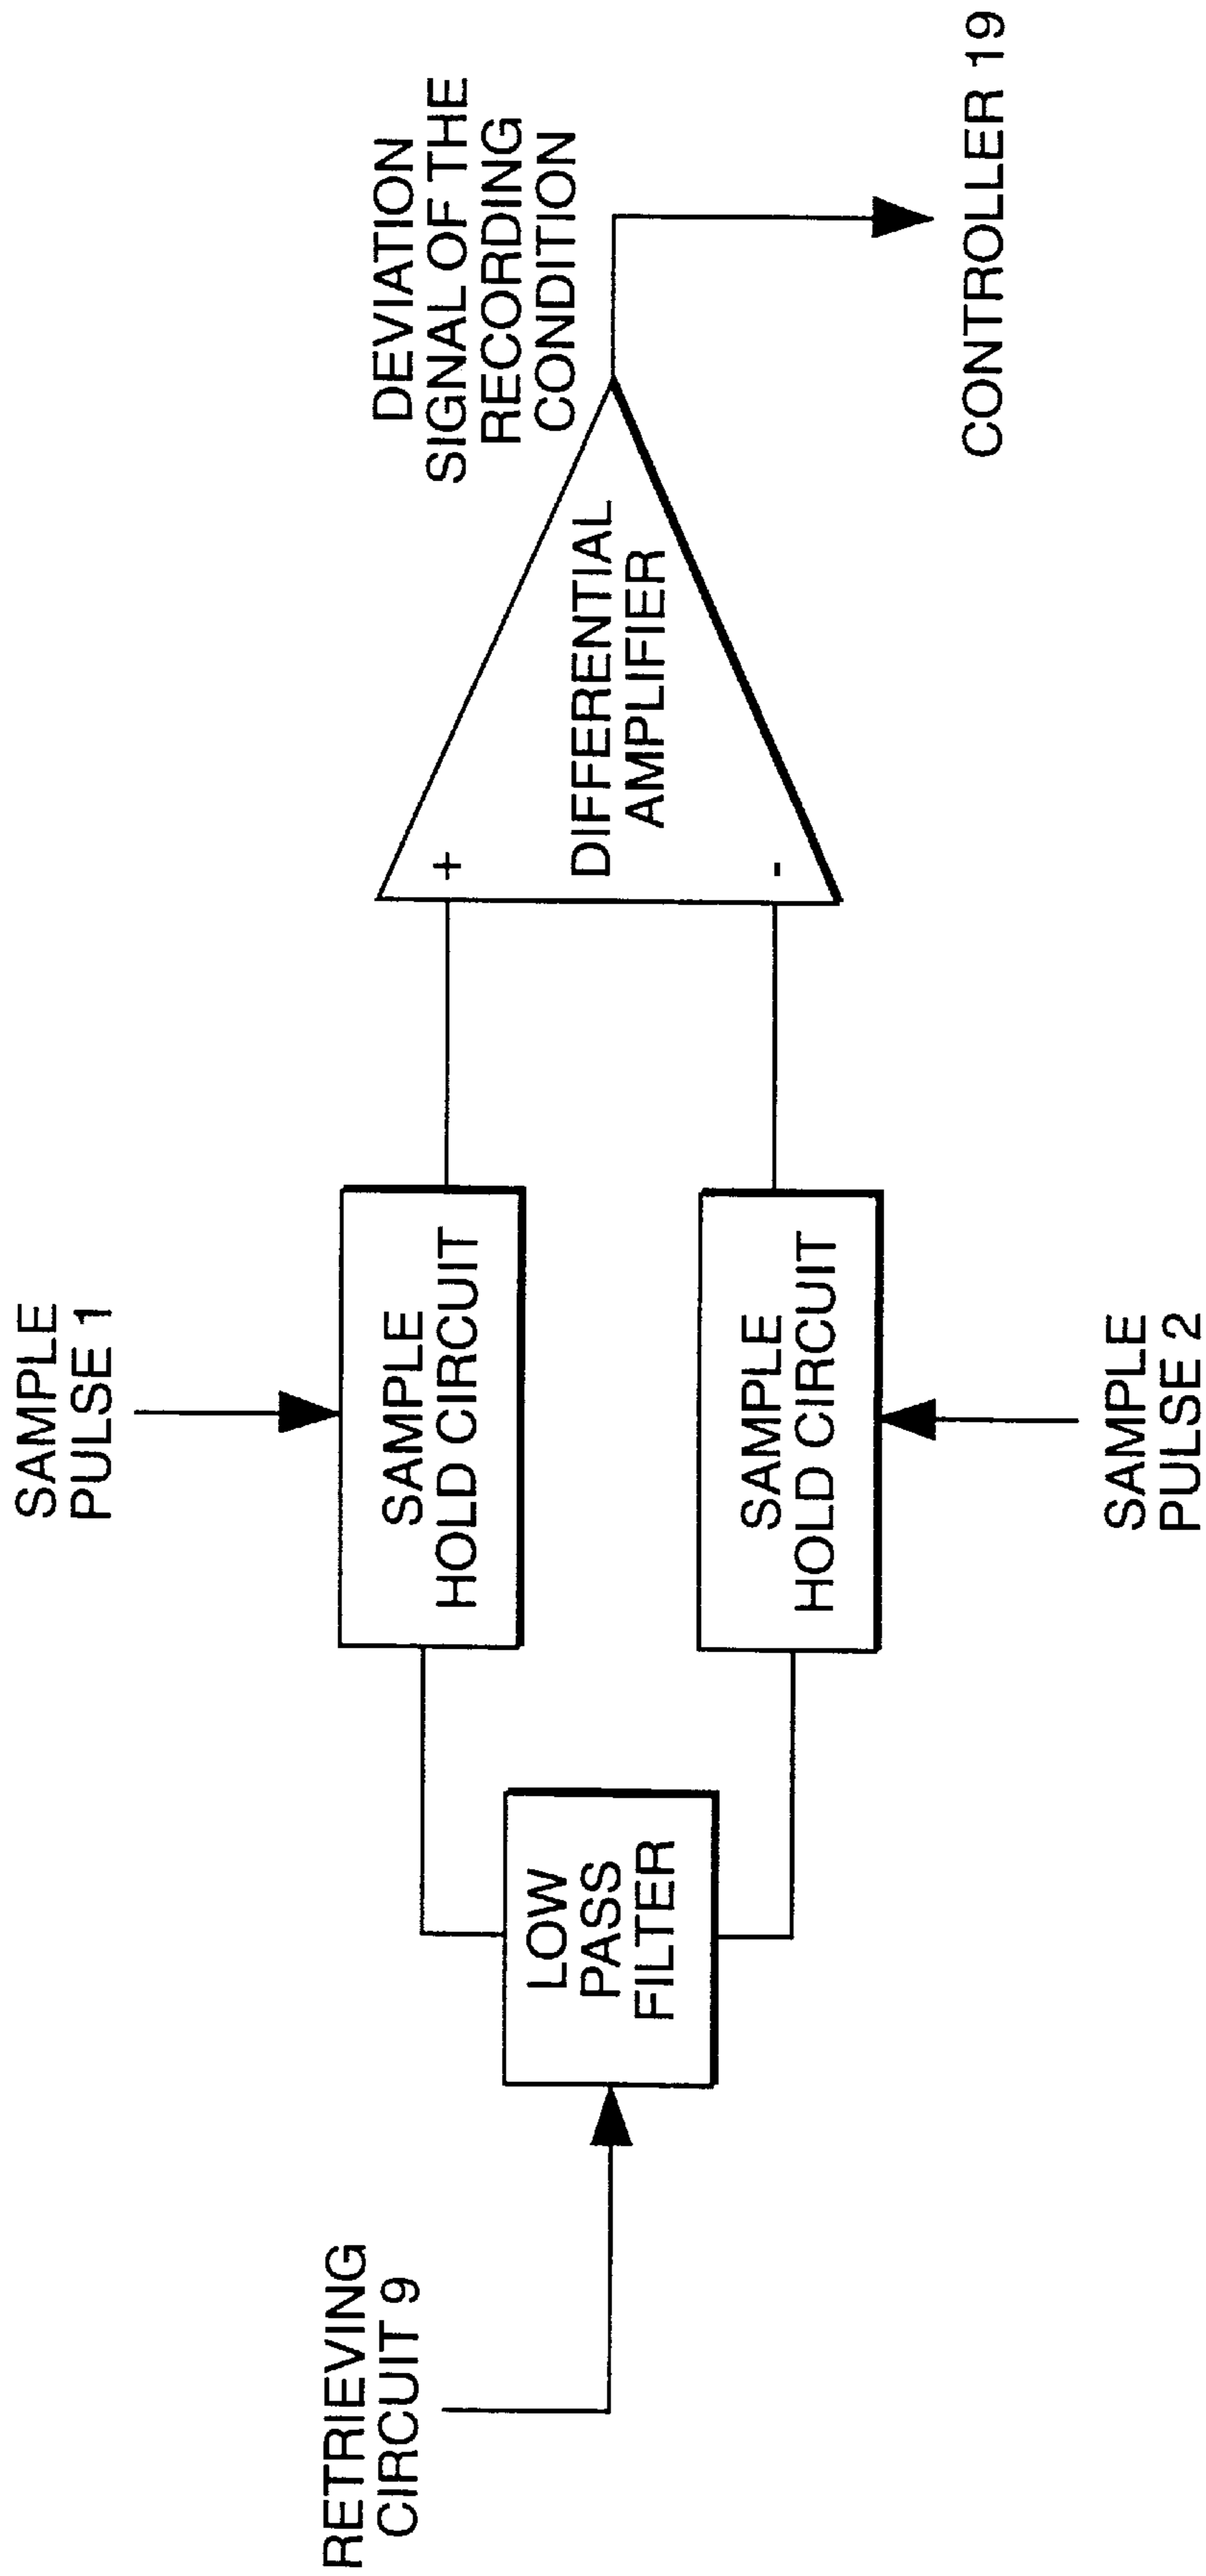 RETRIEVING
CIRCUIT 9
LOW
PASS
FILTER
SAMPLE
PULSE 1
SAMPLE
HOLD CIRCUIT
SAMPLE
HOLD CIRCUIT
SAMPLE
PULSE 2
+
-
DIFFERENTIAL
AMPLIFIER
DEVIATION
SIGNAL OF THE
RECORDING
CONDITION
CONTROLLER 19